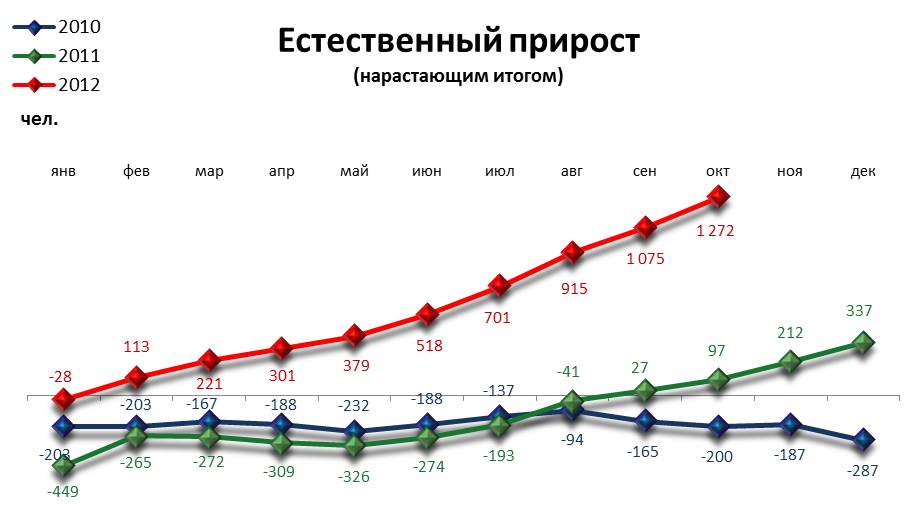 2010
2011
2012
Естественный прирост
(нарастающим итогом)
чел.
янв фев мар апр май июн июл авг сен окт ноя дек
-28 113 221 301 379 518 701 915 1 075 1 272
-203 -203 -167 -188 -232 -188 -137 -94 -165 -200 -187 -287
-449 -265 -272 -309 -326 -274 -193 -41 27 97 212 337